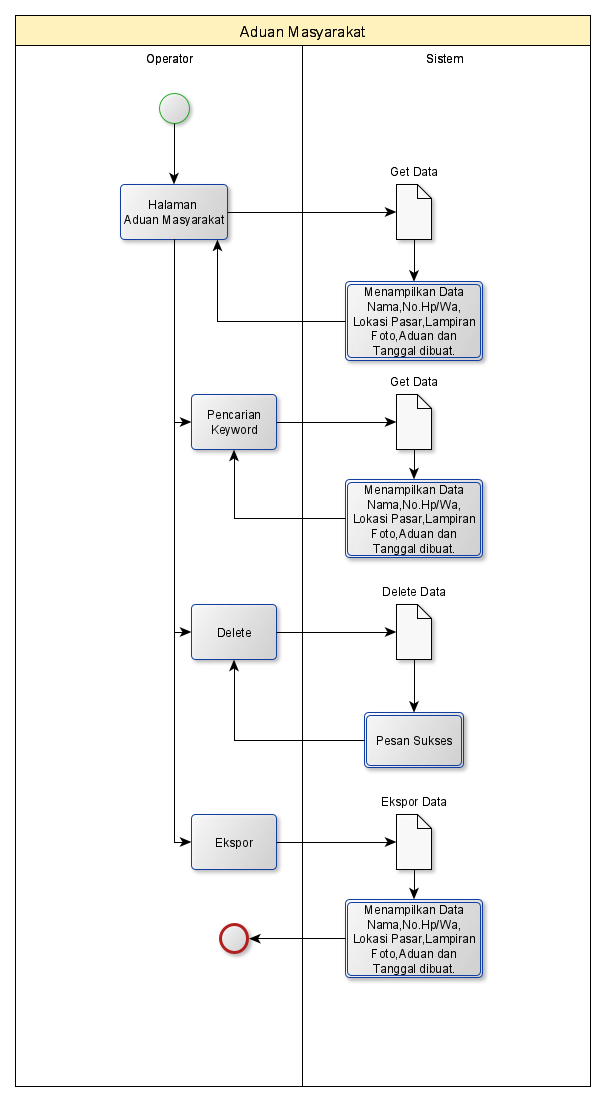 Aduan Masyarakat
Operator
Sistem
Get Data
Halaman
Aduan Masyarakat
Menampilkan Data
Nama,No.Hp/Wa,
Lokasi Pasar,Lampiran
Foto,Aduan dan
Tanggal dibuat.
Get Data
Pencarian
Keyword
Menampilkan Data
Nama,No.Hp/Wa,
Lokasi Pasar,Lampiran
Foto,Aduan dan
Tanggal dibuat.
Delete Data
Delete
Pesan Sukses
Ekspor Data
Ekspor
Menampilkan Data
Nama,No.Hp/Wa,
Lokasi Pasar,Lampiran
Foto,Aduan dan
Tanggal dibuat.